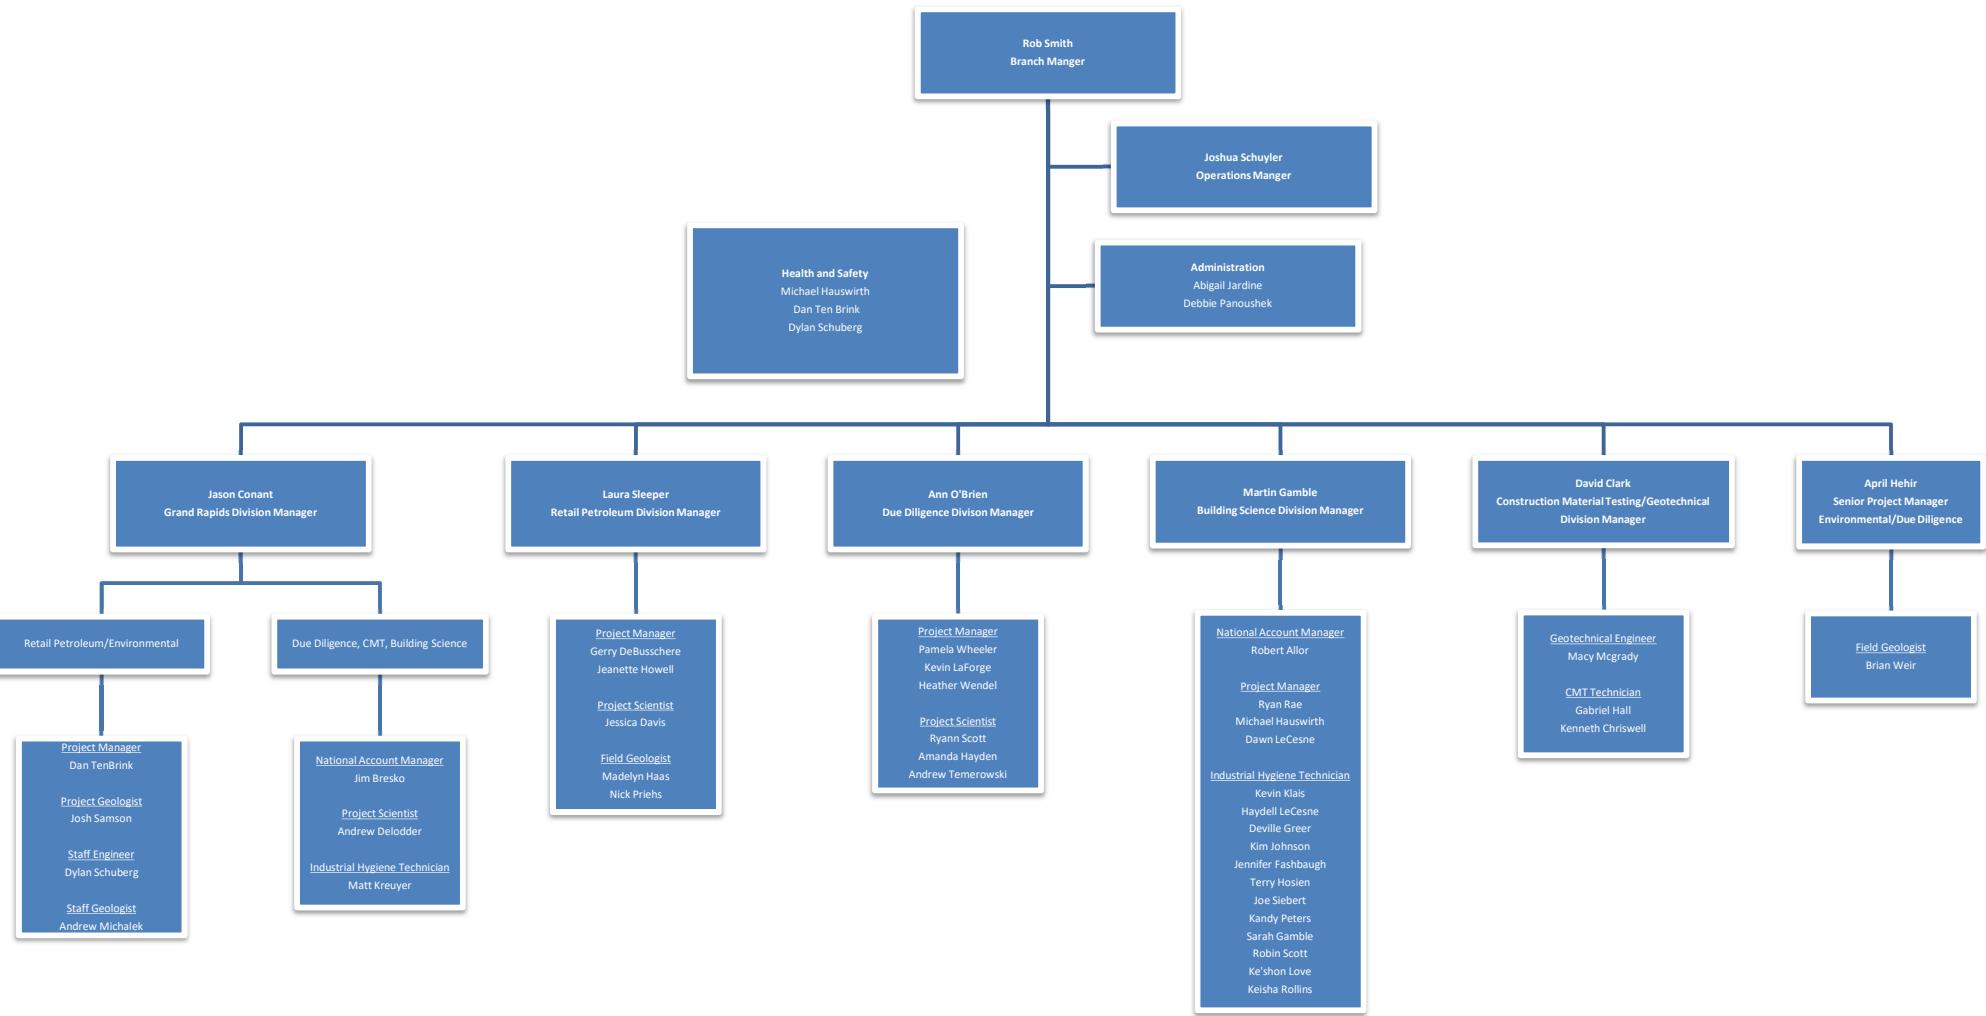 Rob Smith
Branch Manger
Joshua Schuyler
Operations Manger
Health and Safety
Michael Hauswirth
Dan Ten Brink
Dylan Schuberg
Administration
Abigail Jardine
Debbie Panoushek
Jason Conant
Grand Rapids Division Manager
Laura Sleeper
Retail Petroleum Division Manager
Ann O'Brien
Due Diligence Divison Manager
Martin Gamble
Building Science Division Manager
David Clark
Construction Material Testing/Geotechnical
Division Manager
April Hehir
Senior Project Manager
Environmental/Due Diligence
Retail Petroleum/Environmental
Due Diligence, CMT, Building Science
Project Manager
Dan TenBrink
Project Geologist
Josh Samson
Staff Engineer
Dylan Schuberg
Staff Geologist
Andrew Michalek
National Account Manager
Jim Bresko
Project Scientist
Andrew Delodder
Industrial Hygiene Technician
Matt Kreuyer
Project Manager
Gerry DeBusschere
Jeanette Howell
Project Scientist
Jessica Davis
Field Geologist
Madelyn Haas
Nick Priehs
Project Manager
Pamela Wheeler
Kevin LaForge
Heather Wendel
Project Scientist
Ryann Scott
Amanda Hayden
Andrew Temerowski
National Account Manager
Robert Allor
Project Manager
Ryan Rae
Michael Hauswirth
Dawn LeCesne
Industrial Hygiene Technician
Kevin Klais
Haydell LeCesne
Deville Greer
Kim Johnson
Jennifer Fashbaugh
Terry Hosien
Joe Siebert
Kandy Peters
Sarah Gamble
Robin Scott
Ke'shon Love
Keisha Rollins
Geotechnical Engineer
Macy Mcgrady
CMT Technician
Gabriel Hall
Kenneth Chriswell
Field Geologist
Brian Weir